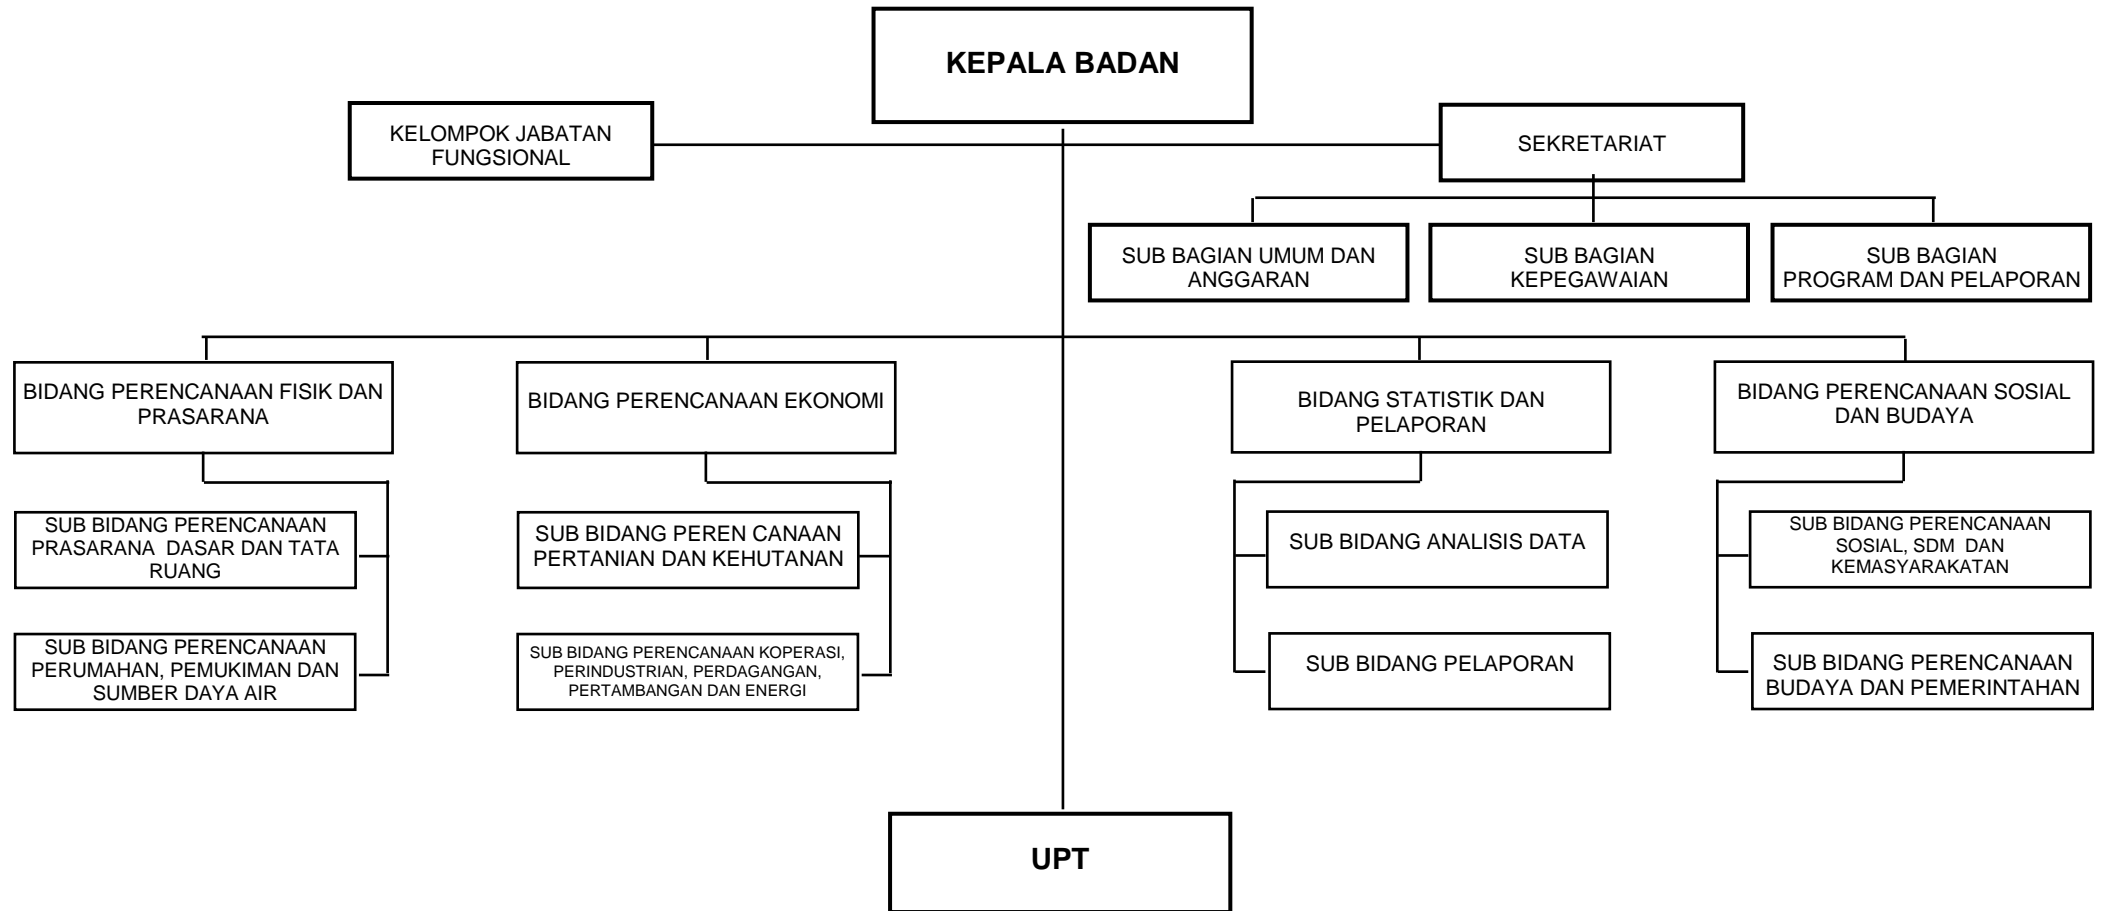 KEPALA BADAN
KELOMPOK JABATAN
FUNGSIONAL
SEKRETARIAT
SUB BAGIAN UMUM DAN
ANGGARAN
SUB BAGIAN
KEPEGAWAIAN
SUB BAGIAN
PROGRAM DAN PELAPORAN
BIDANG PERENCANAAN FISIK DAN
PRASARANA
BIDANG PERENCANAAN EKONOMI
BIDANG STATISTIK DAN
PELAPORAN
BIDANG PERENCANAAN SOSIAL
DAN BUDAYA
SUB BIDANG PERENCANAAN
PRASARANA DASAR DAN TATA
RUANG
SUB BIDANG PEREN CANAAN
PERTANIAN DAN KEHUTANAN
SUB BIDANG ANALISIS DATA
SUB BIDANG PERENCANAAN
SOSIAL, SDM DAN
KEMASYARAKATAN
SUB BIDANG PERENCANAAN
PERUMAHAN, PEMUKIMAN DAN
SUMBER DAYA AIR
SUB BIDANG PERENCANAAN KOPERASI,
PERINDUSTRIAN, PERDAGANGAN,
PERTAMBANGAN DAN ENERGI
SUB BIDANG PELAPORAN
SUB BIDANG PERENCANAAN
BUDAYA DAN PEMERINTAHAN
UPT